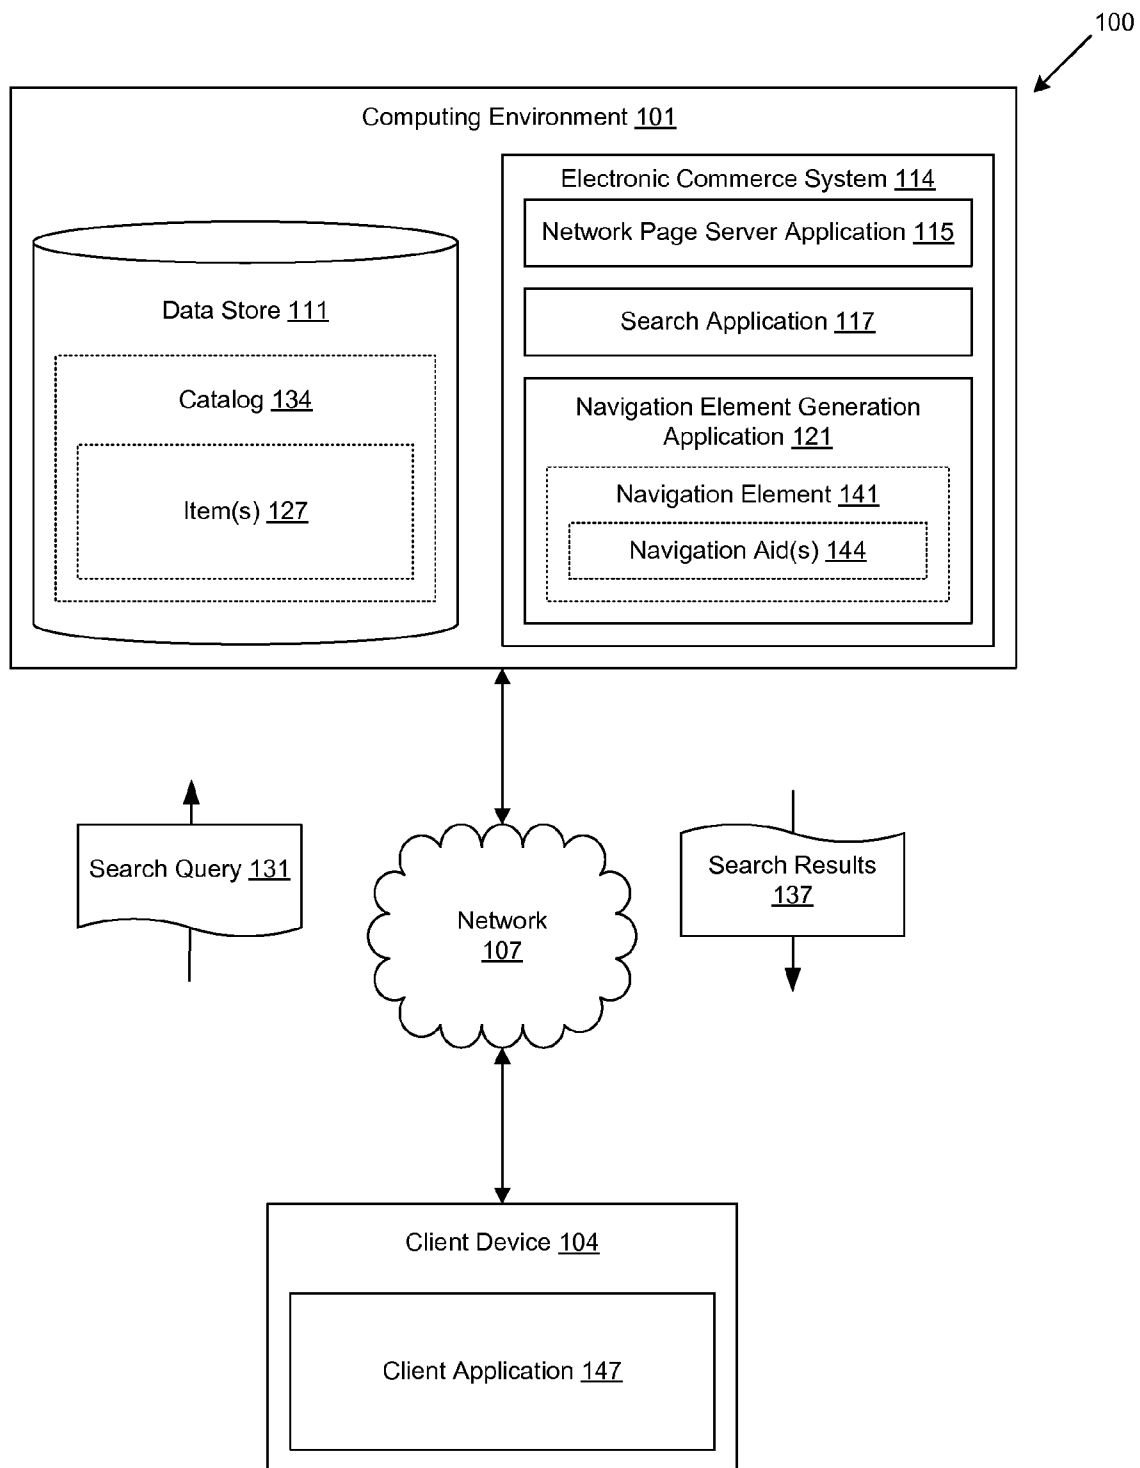 100
Computing Environment 101
Electronic Commerce System 114
Network Page Server Application 115
Data Store 111
Search Application 117
Catalog 134
Navigation Element Generation
Application 121
Item(s) 127
Navigation Element 141
Navigation Aid(s) 144
Search Query 131
Search Results
137
Network
107
Client Device 104
Client Application 147